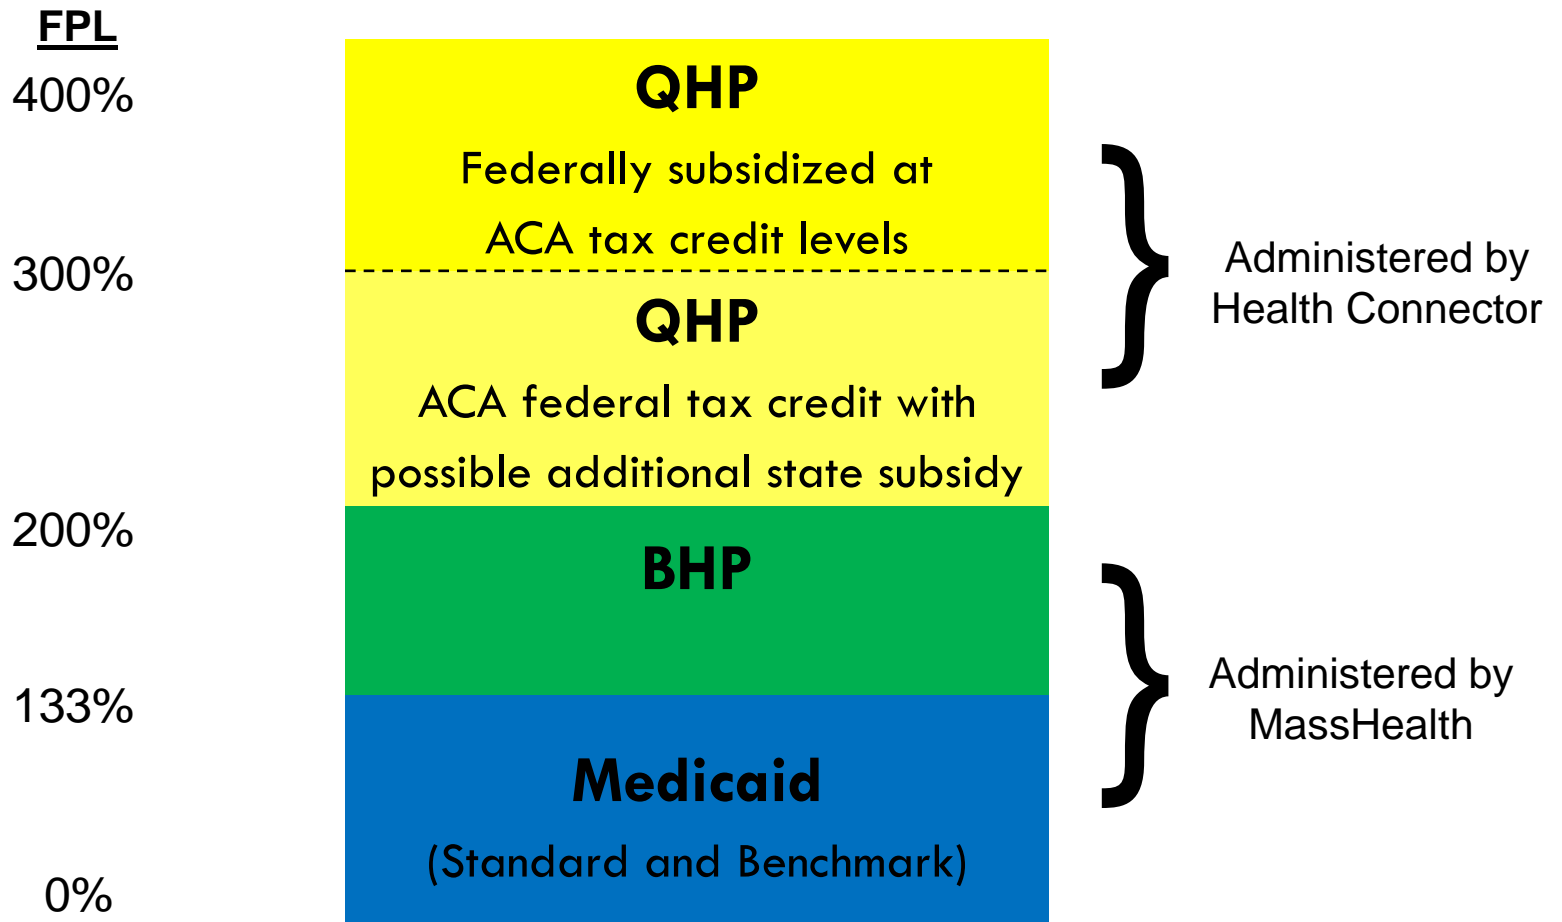 FPL
400%
300%
200%
133%
0%
QHP
Federally subsidized at
ACA tax credit levels
QHP
ACA federal tax credit with
possible additional state subsidy
BHP
Medicaid
(Standard and Benchmark)
Administered by
Health Connector
Administered by
MassHealth